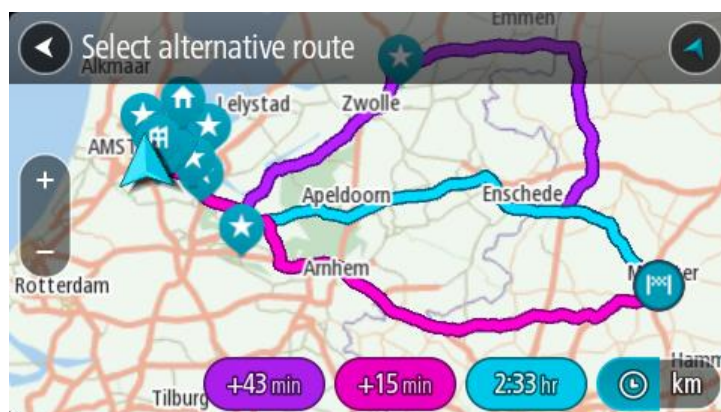 Emmen
Select alternative route
Alkmaar
Lelystad
Zwolle
AMST
+
Apeldoorn
Enschede
−
Arnhem
Rotterdam
Tilburg
+43 min
+15 min
2:33 hr
km
Hamm